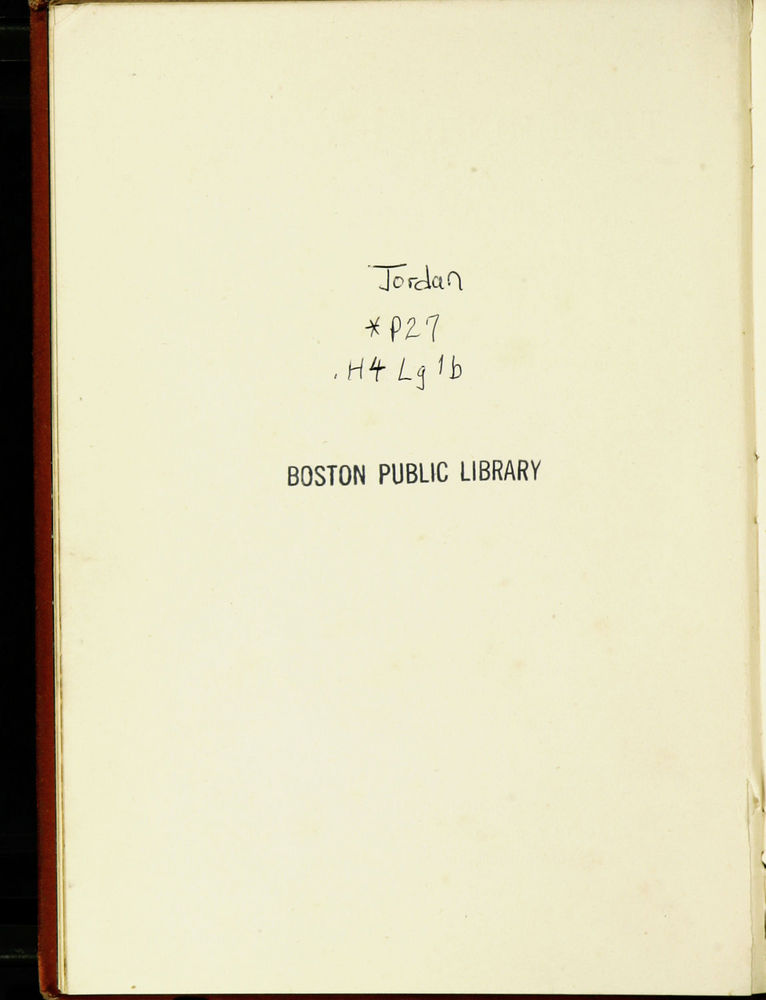 Jordan
*P27
.H4 Lg1b
BOSTON PUBLIC LIBRARY